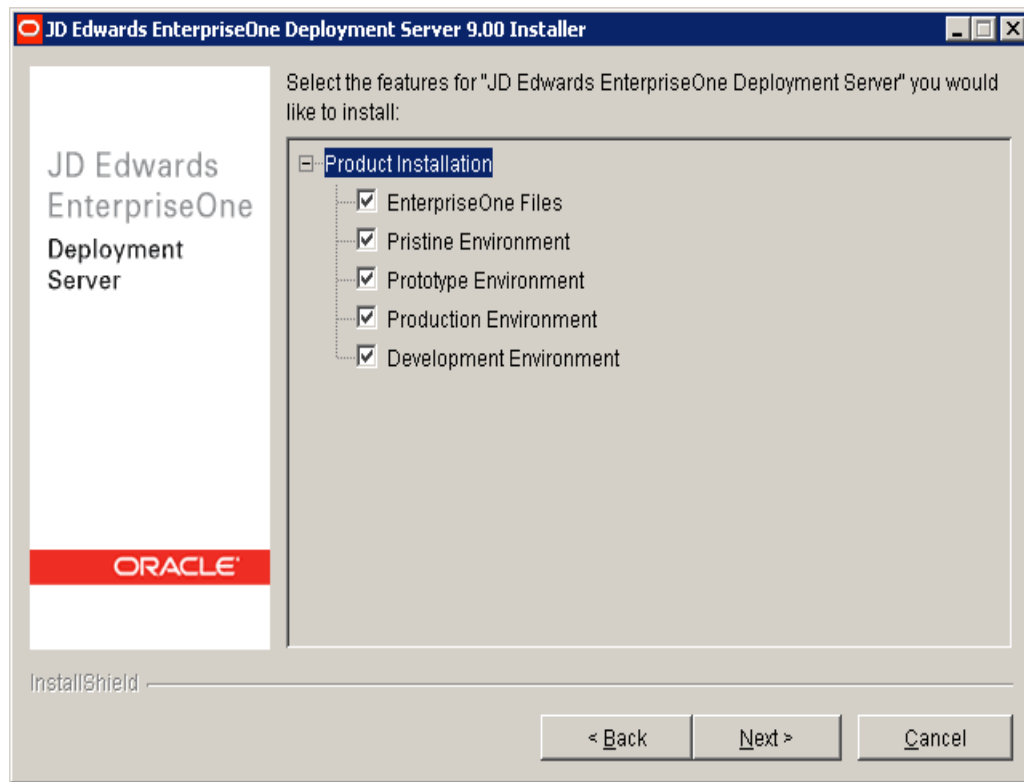 JD Edwards EnterpriseOne Deployment Server 9.00 Installer
JD Edwards
EnterpriseOne
Deployment
Server
ORACLE
Select the features for "JD Edwards EnterpriseOne Deployment Server" you would
like to install:
Product Installation
EnterpriseOne Files
Pristine Environment
Prototype Environment
Production Environment
Development Environment
InstallShield
< Back
Next >
Cancel